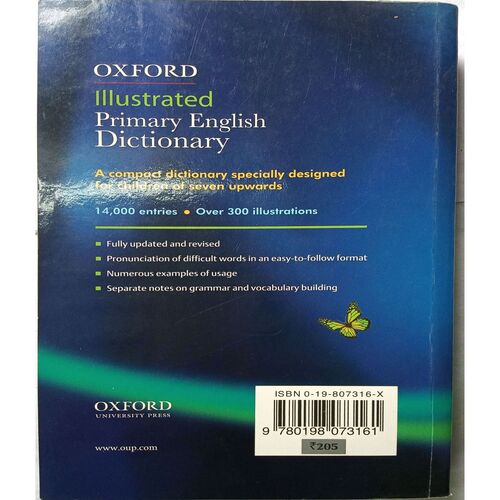 OXFORD
Illustrated
Primary English
Dictionary
A compact dictionary specially designed
for children of seven upwards
14,000 entries • Over 300 illustrations
Fully updated and revised
Pronunciation of difficult words in an easy-to-follow format
Numerous examples of usage
Separate notes on grammar and vocabulary building
ISBN 0-19-807316-X
9 780198 073161
₹205
OXFORD
UNIVERSITY PRESS
www.oup.com